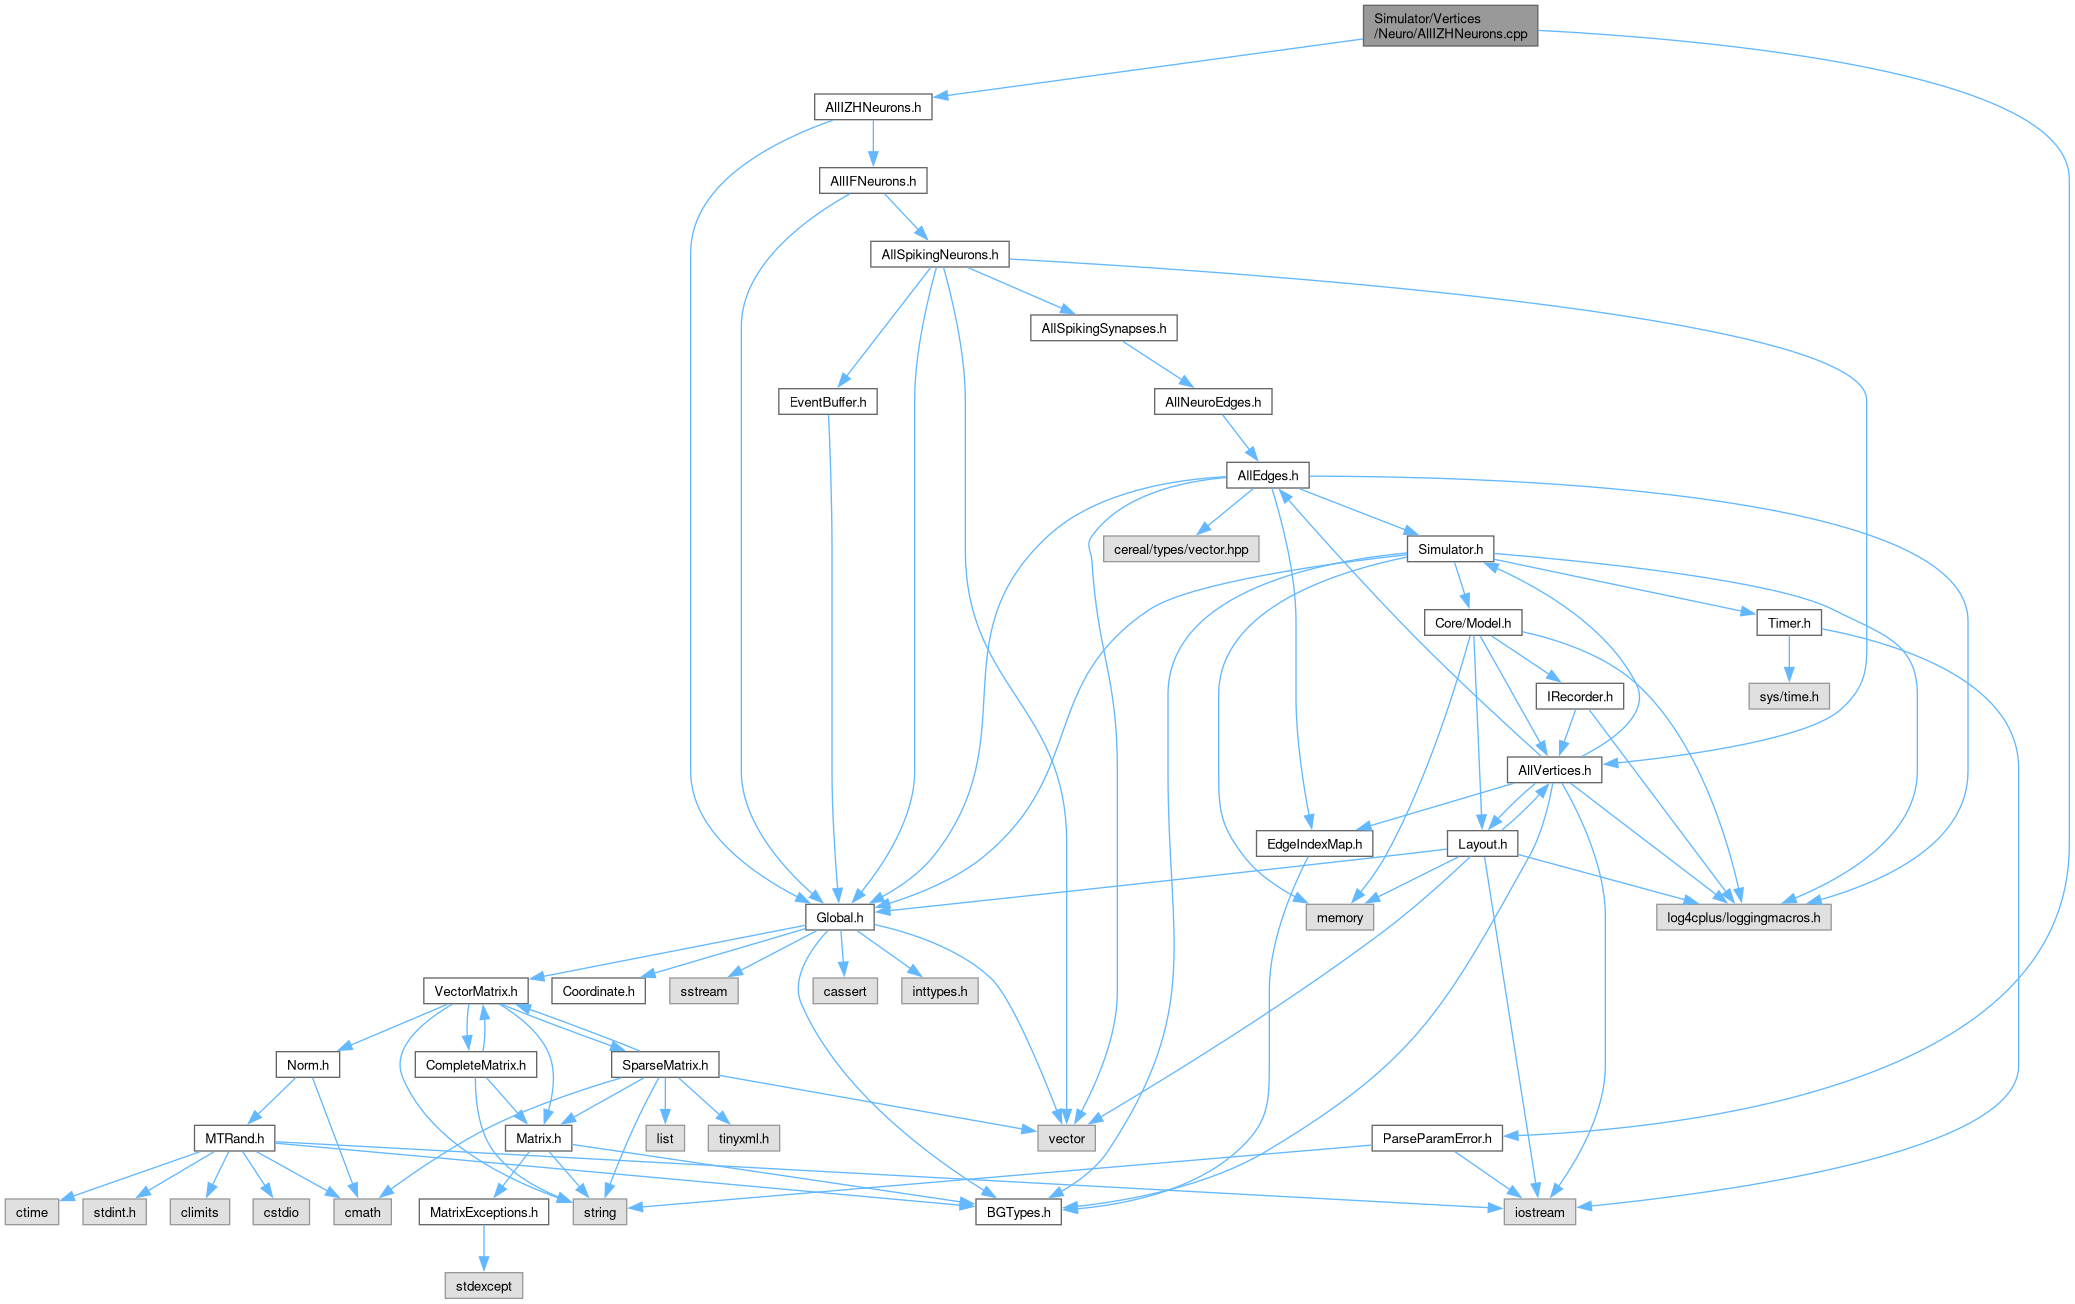 Simulator/Vertices
/Neuro/AllIZHNeurons.cpp
AllIZHNeurons.h
AllIFNeurons.h
AllSpikingNeurons.h
AllSpikingSynapses.h
EventBuffer.h
AllNeuroEdges.h
AllEdges.h
cereal/types/vector.hpp
Simulator.h
Core/Model.h
Timer.h
IRecorder.h
sys/time.h
AllVertices.h
EdgeIndexMap.h
Layout.h
Global.h
memory
log4cplus/loggingmacros.h
VectorMatrix.h
Coordinate.h
sstream
cassert
inttypes.h
Norm.h
CompleteMatrix.h
SparseMatrix.h
MTRand.h
Matrix.h
list
tinyxml.h
vector
ParseParamError.h
ctime
stdint.h
climits
cstdio
cmath
MatrixExceptions.h
string
BGTypes.h
iostream
stdexcept